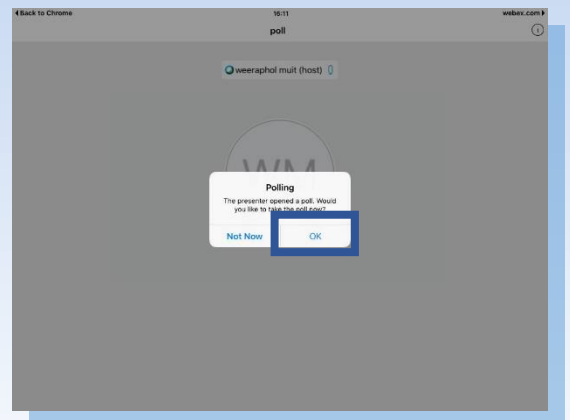 Back to Chrome 16:11 webex.com
poll
weeraphol muit (host)
WM
Polling
The presenter opened a poll. Would
you like to take the poll now?
Not Now OK